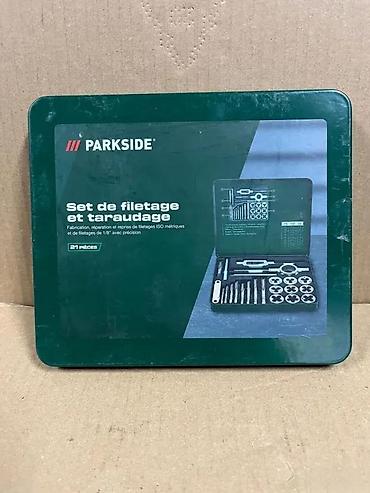 /// PARKSIDE®
Set de filetage
et taraudage
Fabrication, réparation et reprise de filetages ISO métriques
et de filetages de 1/8" avec précision
21 PIÈCES